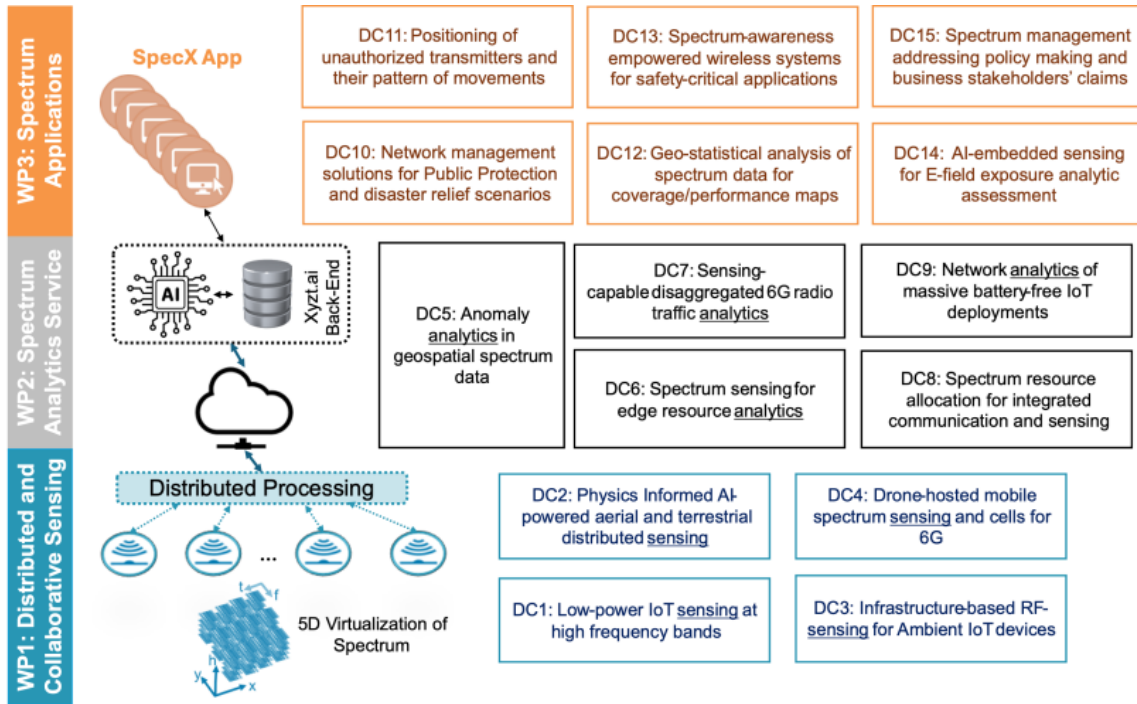 WP3: Spectrum
Applications
SpecX App
DC11: Positioning of
unauthorized transmitters and
their pattern of movements
DC13: Spectrum-awareness
empowered wireless systems
for safety-critical applications
DC15: Spectrum management
addressing policy making and
business stakeholders' claims
DC10: Network management
solutions for Public Protection
and disaster relief scenarios
DC12: Geo-statistical analysis of
spectrum data for
coverage/performance maps
DC14: AI-embedded sensing
for E-field exposure analytic
assessment
WP2: Spectrum
Analytics Service
AI
Xyzt.ai
Back-End
DC5: Anomaly
analytics in
geospatial spectrum
data
DC7: Sensing-
capable disaggregated 6G radio
traffic analytics
DC9: Network analytics of
massive battery-free IoT
deployments
DC6: Spectrum sensing for
edge resource analytics
DC8: Spectrum resource
allocation for integrated
communication and sensing
WP1: Distributed and
Collaborative Sensing
Distributed Processing
...
t
f
h
y
x
5D Virtualization of
Spectrum
DC2: Physics Informed AI-
powered aerial and terrestrial
distributed sensing
DC4: Drone-hosted mobile
spectrum sensing and cells for
6G
DC1: Low-power IoT sensing at
high frequency bands
DC3: Infrastructure-based RF-
sensing for Ambient IoT devices